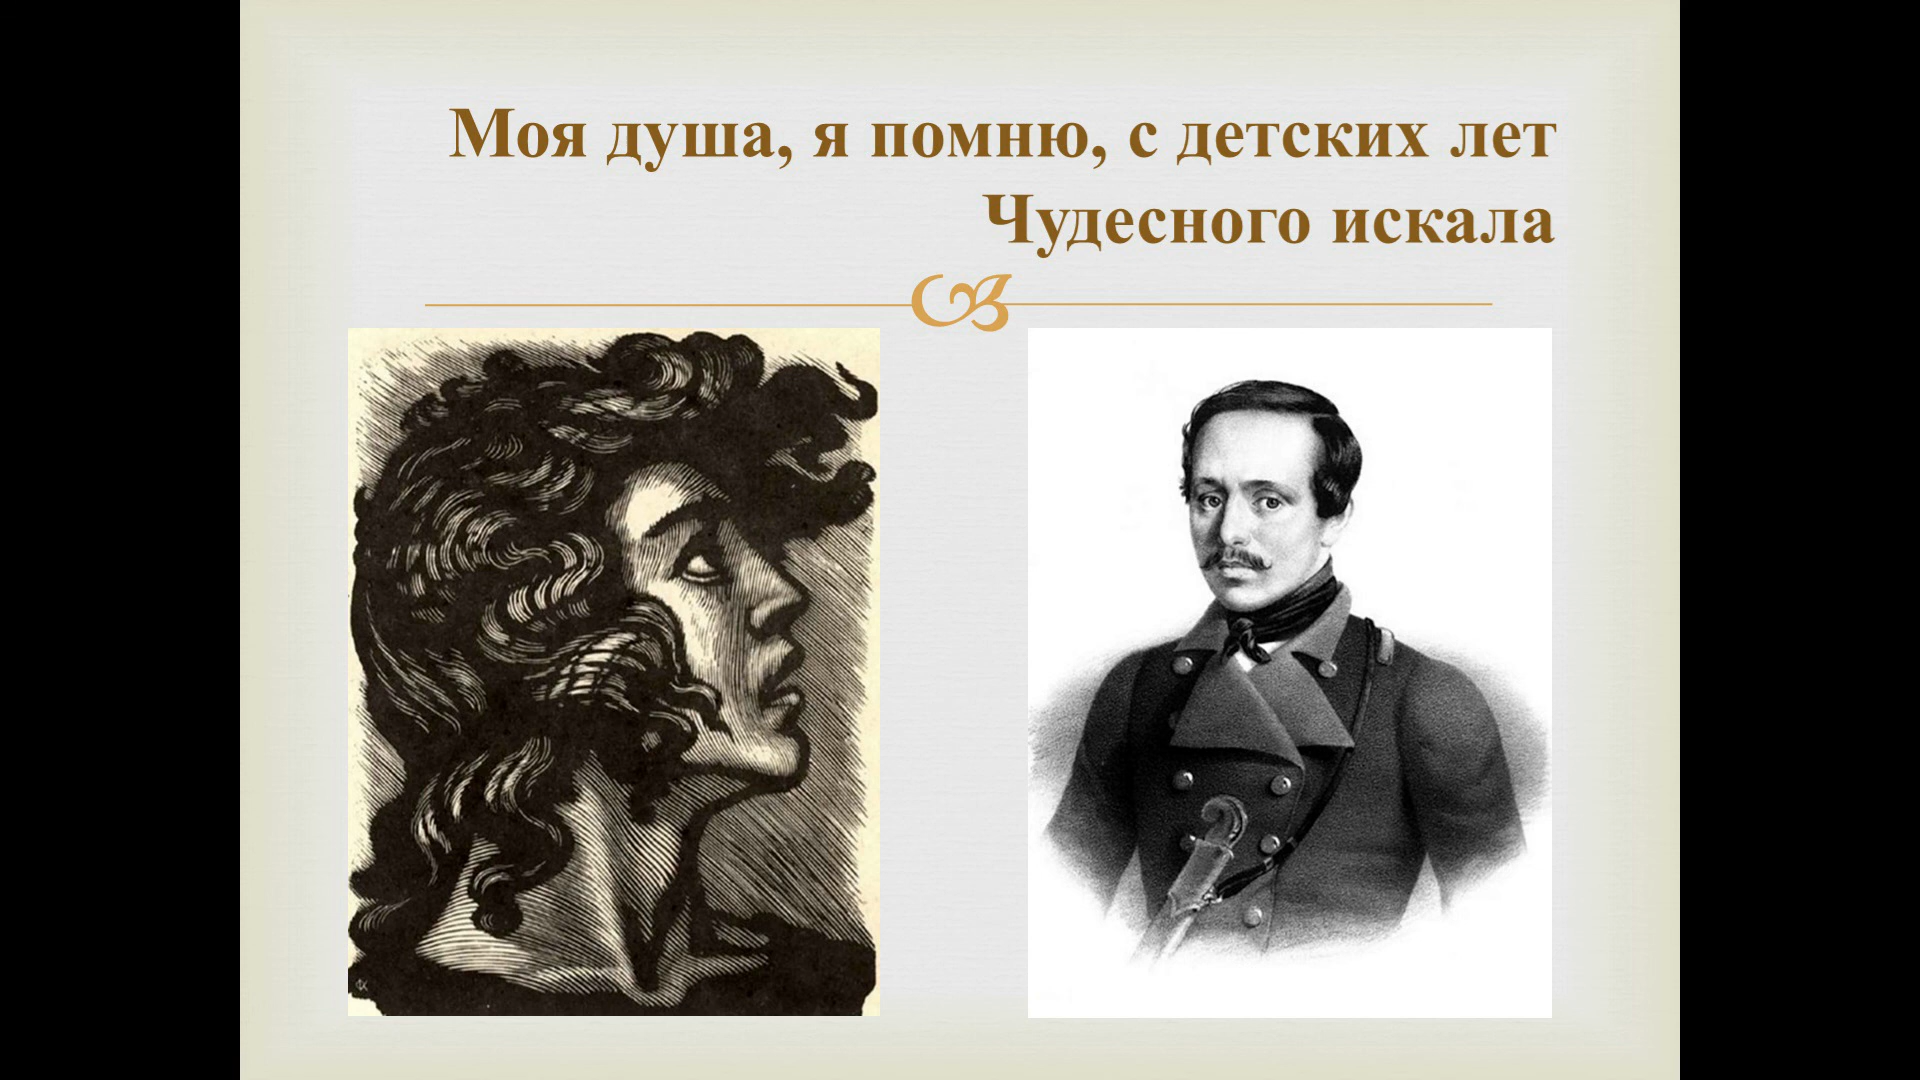 Моя душа, я помню, с детских лет
Чудесного искала